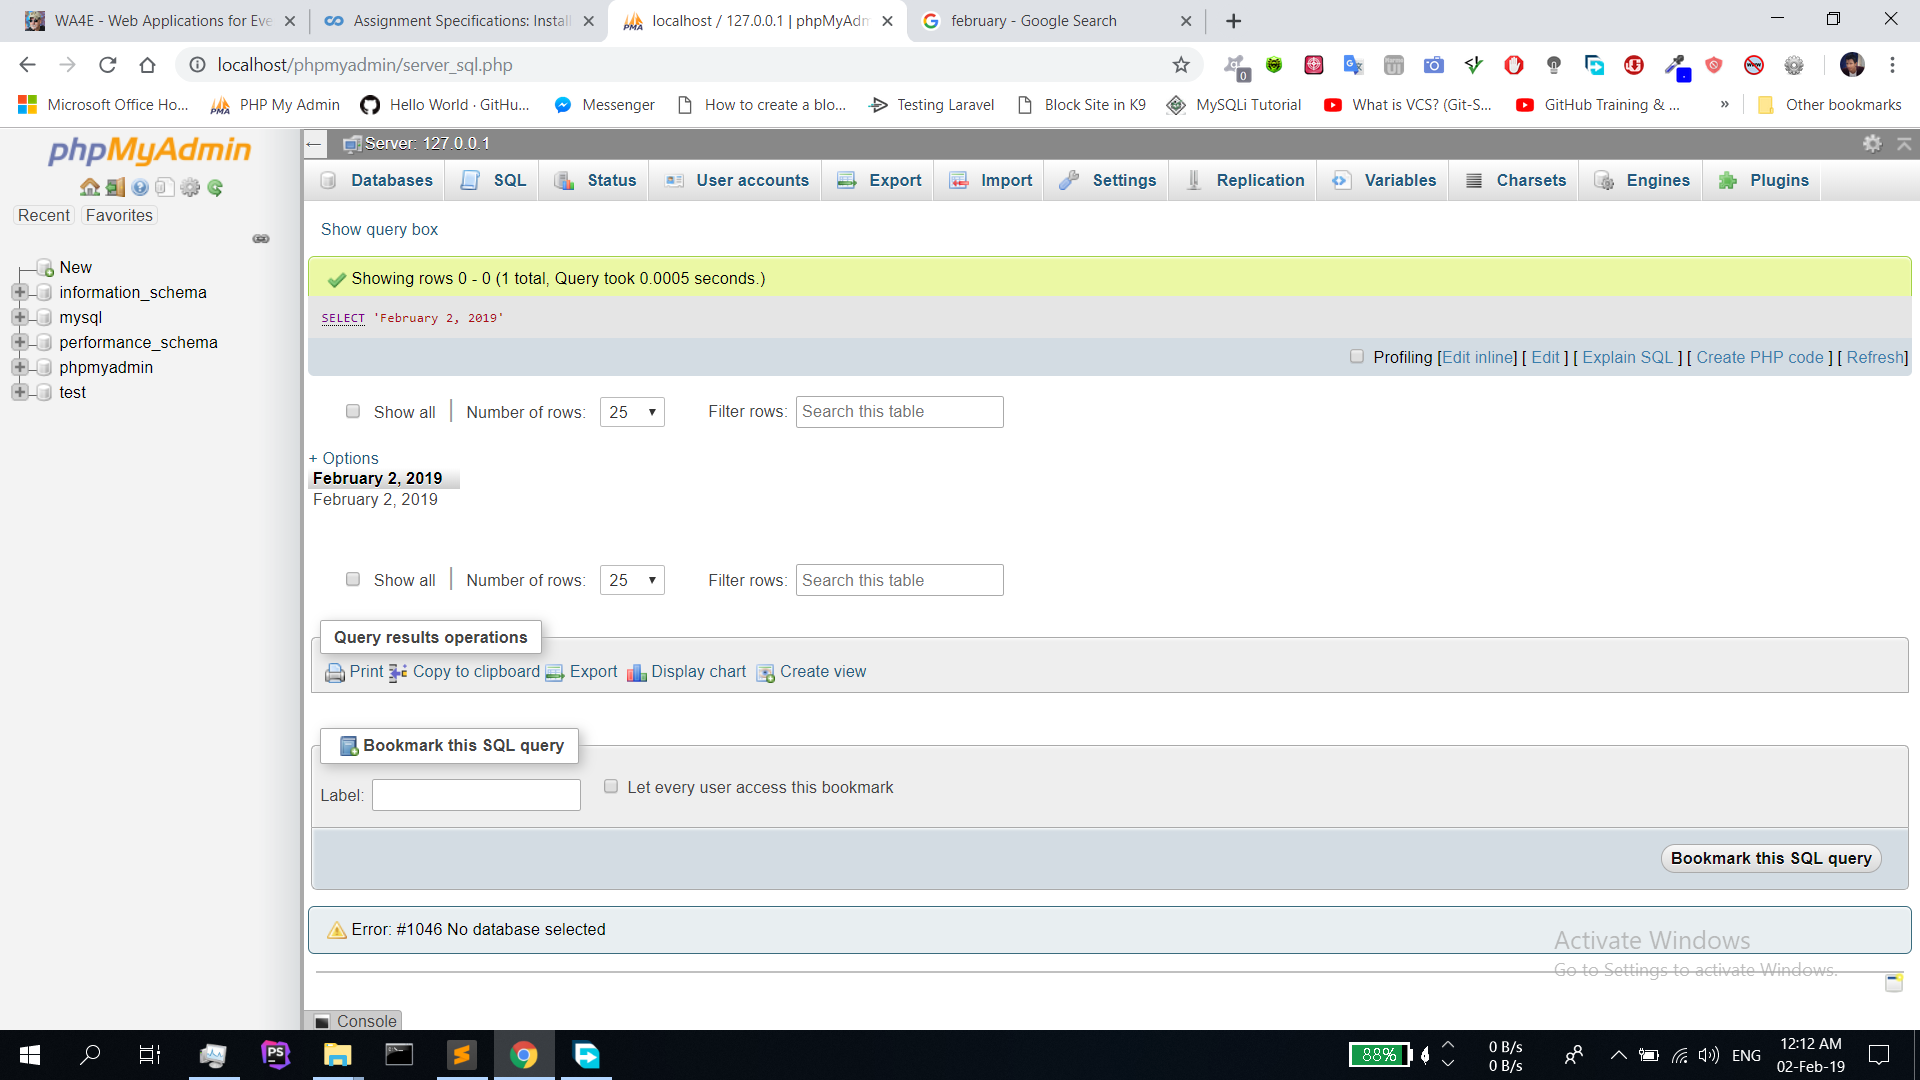 WA4E - Web Applications for Eve
Assignment Specifications: Install
localhost / 127.0.0.1 | phpMyAdm
february - Google Search
localhost/phpmyadmin/server_sql.php
0
Microsoft Office Ho...
PHP My Admin
Hello World · GitHu...
Messenger
How to create a blo...
Testing Laravel
Block Site in K9
MySQLi Tutorial
What is VCS? (Git-S...
GitHub Training & ...
»
Other bookmarks
phpMyAdmin
Recent
Favorites
New
information_schema
mysql
performance_schema
phpmyadmin
test
Server: 127.0.0.1
Databases
SQL
Status
User accounts
Export
Import
Settings
Replication
Variables
Charsets
Engines
Plugins
Show query box
Showing rows 0 - 0 (1 total, Query took 0.0005 seconds.)
SELECT 'February 2, 2019'
Profiling [Edit inline] [ Edit ] [ Explain SQL ] [ Create PHP code ] [ Refresh]
Show all
Number of rows: 25
Filter rows: Search this table
+ Options
February 2, 2019
February 2, 2019
Show all
Number of rows: 25
Filter rows: Search this table
Query results operations
Print
Copy to clipboard
Export
Display chart
Create view
Bookmark this SQL query
Label:
Let every user access this bookmark
Bookmark this SQL query
Error: #1046 No database selected
Activate Windows
Go to Settings to activate Windows.
Console
PS
88%
0 B/s
0 B/s
ENG
12:12 AM
02-Feb-19